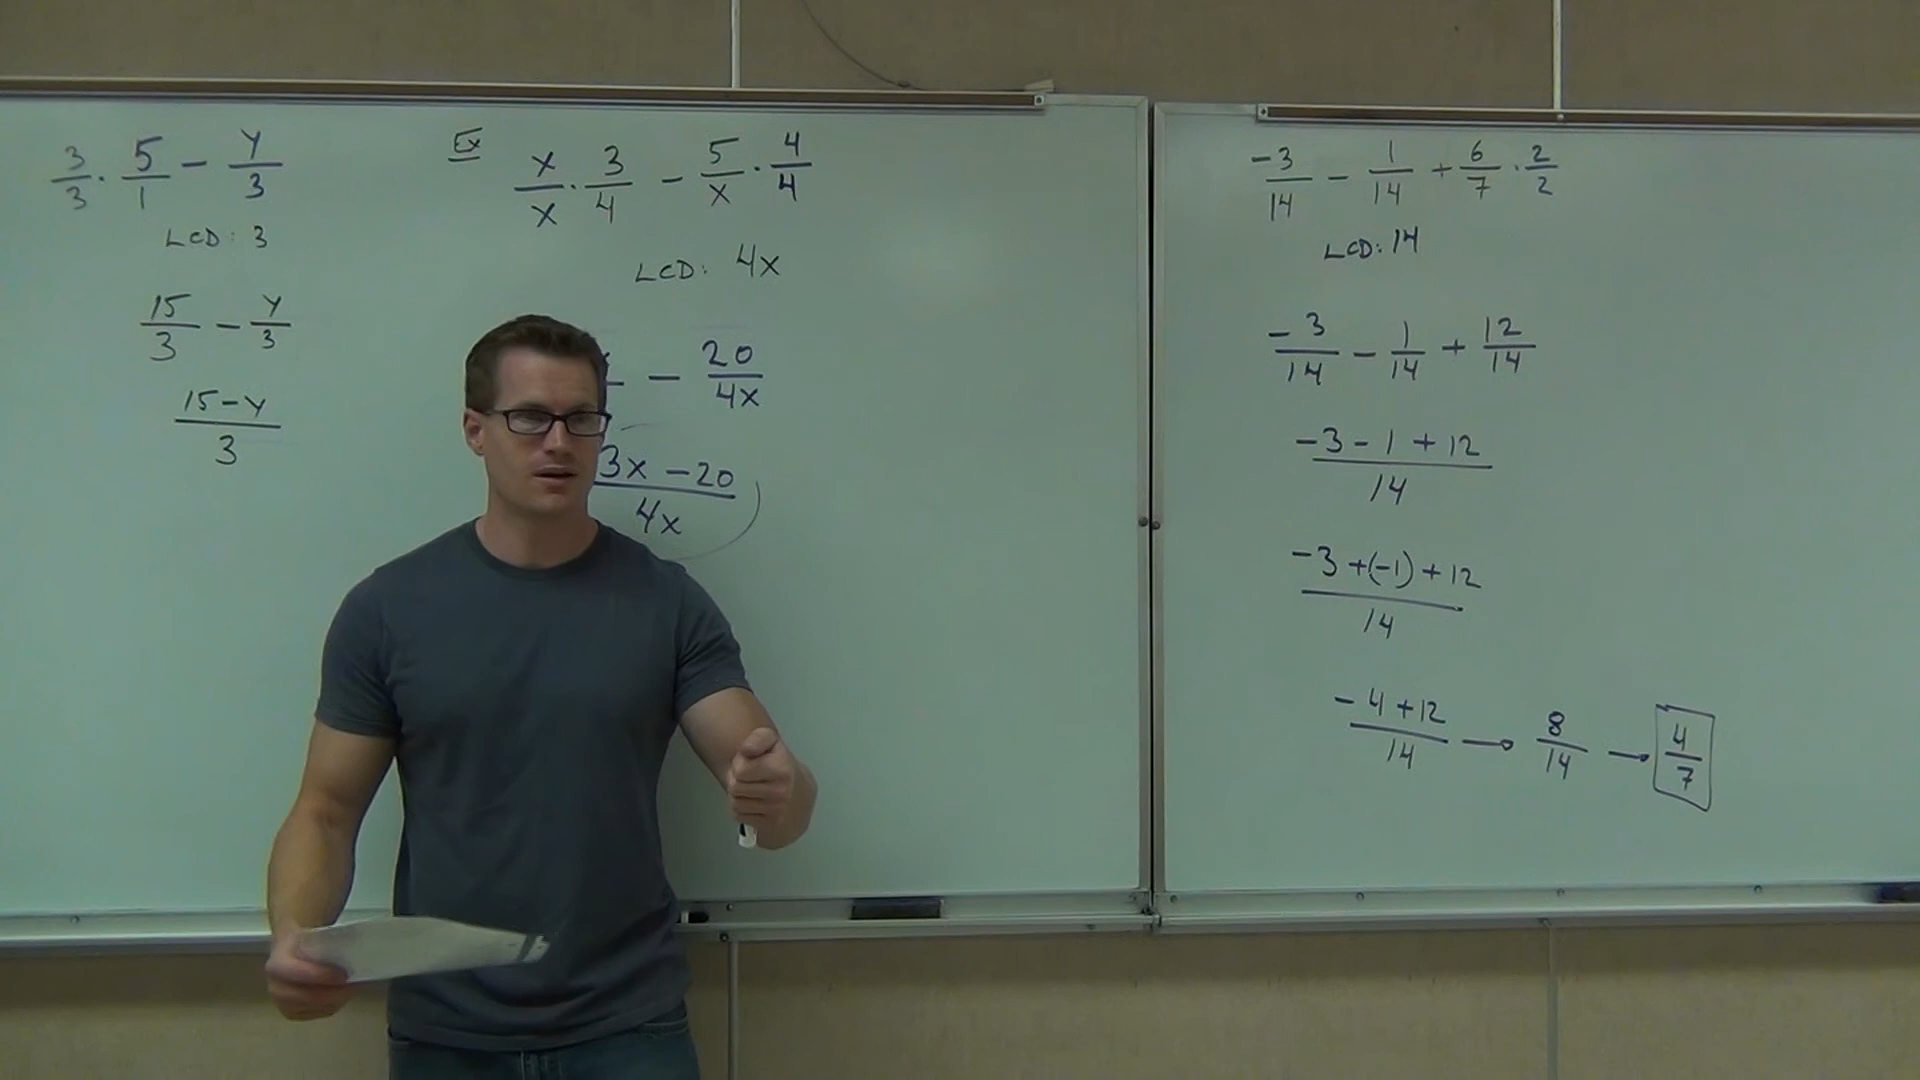 3/3 · 5/1 - y/3
LCD: 3
15/3 - y/3
15-y/3
Ex x/x · 3/4 - 5/x · 4/4
LCD: 4x
- 20/4x
3x - 20/4x
-3/14 - 1/14 + 6/7 · 2/2
LCD: 14
-3/14 - 1/14 + 12/14
-3 - 1 + 12/14
-3 + (-1) + 12/14
-4 + 12/14 → 8/14 → 4/7